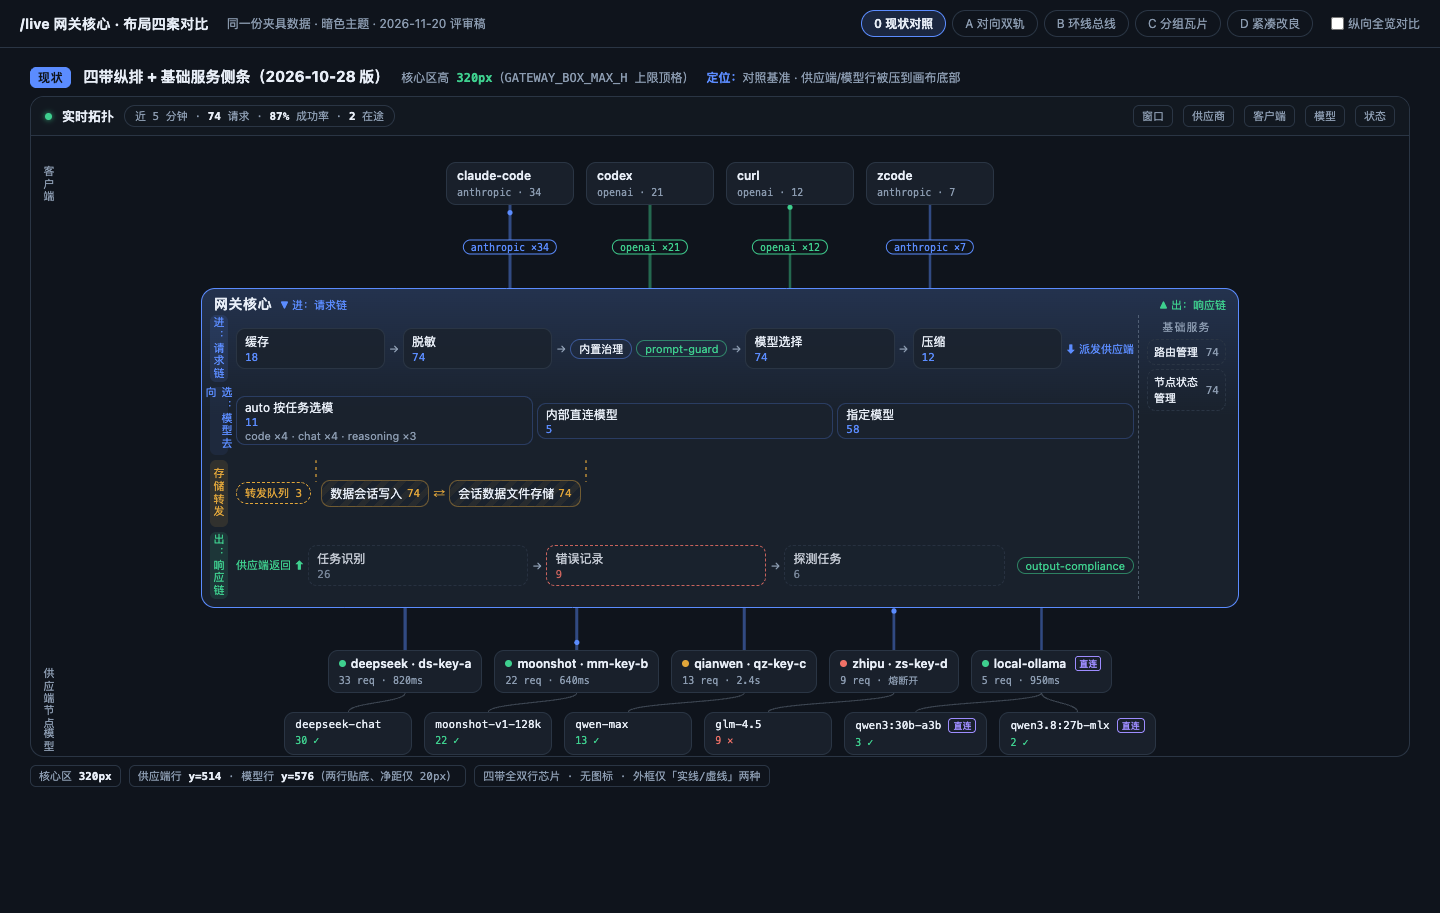 /live 网关核心 · 布局四案对比
同一份夹具数据 · 暗色主题 · 2026-11-20 评审稿
0 现状对照
A 对向双轨
B 环线总线
C 分组瓦片
D 紧凑改良
纵向全览对比
现状
四带纵排 + 基础服务侧条（2026-10-28 版）
核心区高 320px（GATEWAY_BOX_MAX_H 上限顶格）
定位：对照基准 · 供应端/模型行被压到画布底部
实时拓扑
近 5 分钟 · 74 请求 · 87% 成功率 · 2 在途
窗口
供应商
客户端
模型
状态
客户端
claude-code
anthropic · 34
codex
openai · 21
curl
openai · 12
zcode
anthropic · 7
anthropic ×34
openai ×21
openai ×12
anthropic ×7
网关核心
▼ 进：请求链
▲ 出：响应链
进：请求链
缓存
18
→
脱敏
74
→
内置治理
prompt-guard
→
模型选择
74
→
压缩
12
⬇ 派发供应端
基础服务
路由管理 74
节点状态管理 74
选：模型去向
auto 按任务选模
11
code ×4 · chat ×4 · reasoning ×3
内部直连模型
5
指定模型
58
存储转发
转发队列 3
数据会话写入 74
⇄
会话数据文件存储 74
出：响应链
供应端返回 ⬆
任务识别
26
→
错误记录
9
→
探测任务
6
output-compliance
供应端节点
deepseek · ds-key-a
33 req · 820ms
moonshot · mm-key-b
22 req · 640ms
qianwen · qz-key-c
13 req · 2.4s
zhipu · zs-key-d
9 req · 熔断开
local-ollama 直连
5 req · 950ms
模型
deepseek-chat
30 ✓
moonshot-v1-128k
22 ✓
qwen-max
13 ✓
glm-4.5
9 ×
qwen3:30b-a3b 直连
3 ✓
qwen3.8:27b-mlx 直连
2 ✓
核心区 320px
供应端行 y=514 · 模型行 y=576（两行贴底、净距仅 20px）
四带全双行芯片 · 无图标 · 外框仅「实线/虚线」两种